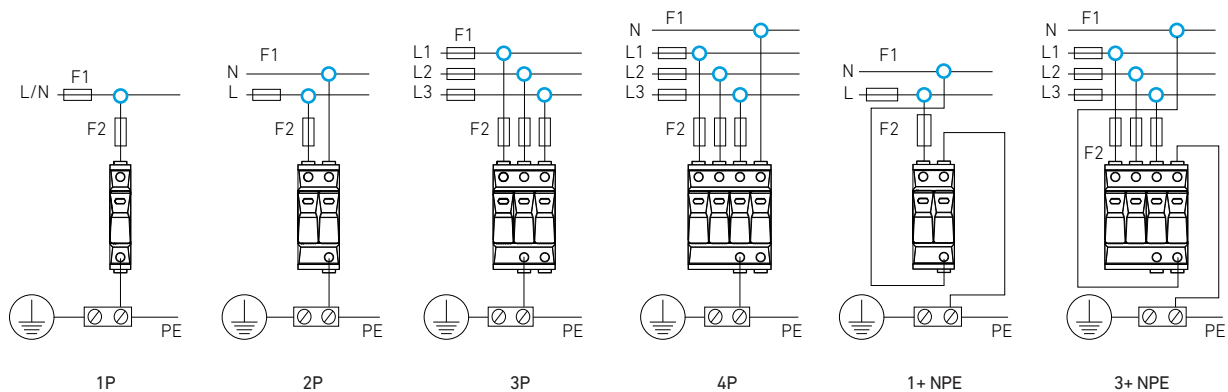 F1
L/N
F2
PE
1P
F1
N
L
F2
PE
2P
F1
L1
L2
L3
F2
PE
3P
N F1
L1
L2
L3
F2
PE
4P
F1
N
L
F2
PE
1+ NPE
N F1
L1
L2
L3
F2
PE
3+ NPE